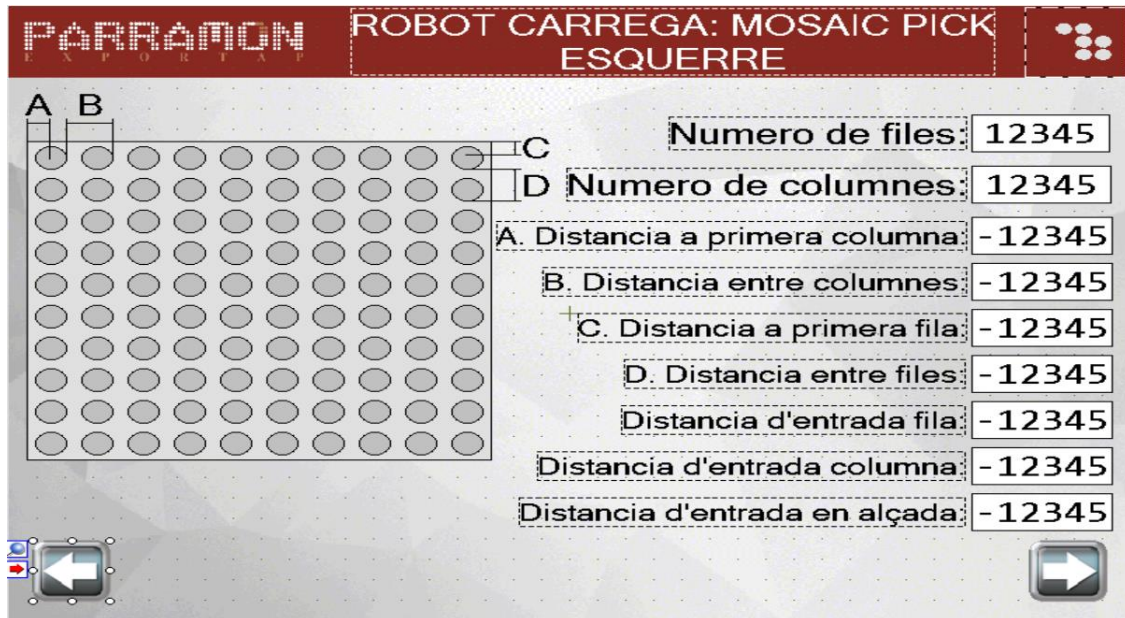 PARRAMON
EXPORTAP
ROBOT CARREGA: MOSAIC PICK
ESQUERRE
A B
C
D
Numero de files: 12345
Numero de columnes: 12345
A. Distancia a primera columna: -12345
B. Distancia entre columnes: -12345
C. Distancia a primera fila: -12345
D. Distancia entre files: -12345
Distancia d'entrada fila: -12345
Distancia d'entrada columna: -12345
Distancia d'entrada en alçada: -12345